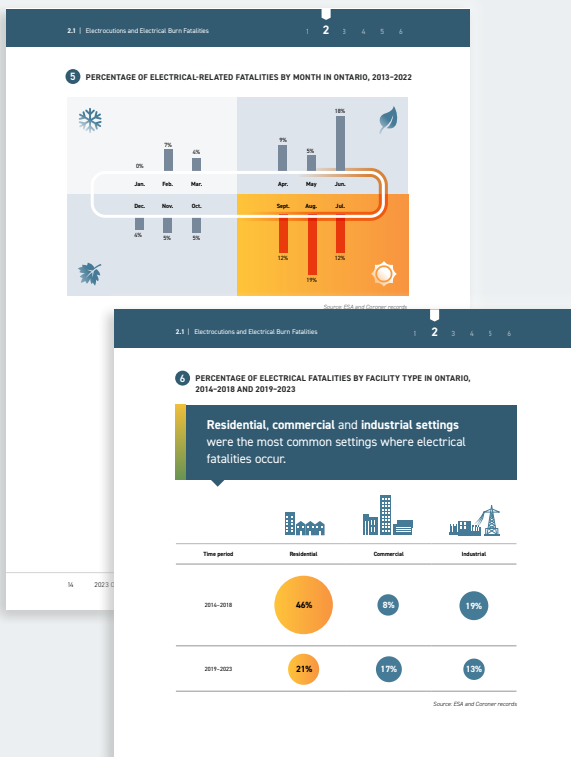 2.1 | Electrocutions and Electrical Burn Fatalities
1 2 3 4 5 6
5 PERCENTAGE OF ELECTRICAL-RELATED FATALITIES BY MONTH IN ONTARIO, 2013–2022
0% 7% 4% 9% 5% 18%
Jan. Feb. Mar. Apr. May Jun.
Dec. Nov. Oct. Sept. Aug. Jul.
4% 5% 5% 12% 19% 12%
Source: ESA and Coroner records
14 2023 O
2.1 | Electrocutions and Electrical Burn Fatalities
1 2 3 4 5 6
6 PERCENTAGE OF ELECTRICAL FATALITIES BY FACILITY TYPE IN ONTARIO,
2014–2018 AND 2019–2023
Residential, commercial and industrial settings
were the most common settings where electrical
fatalities occur.
Time period Residential Commercial Industrial
2014–2018 46% 8% 19%
2019–2023 21% 17% 13%
Source: ESA and Coroner records